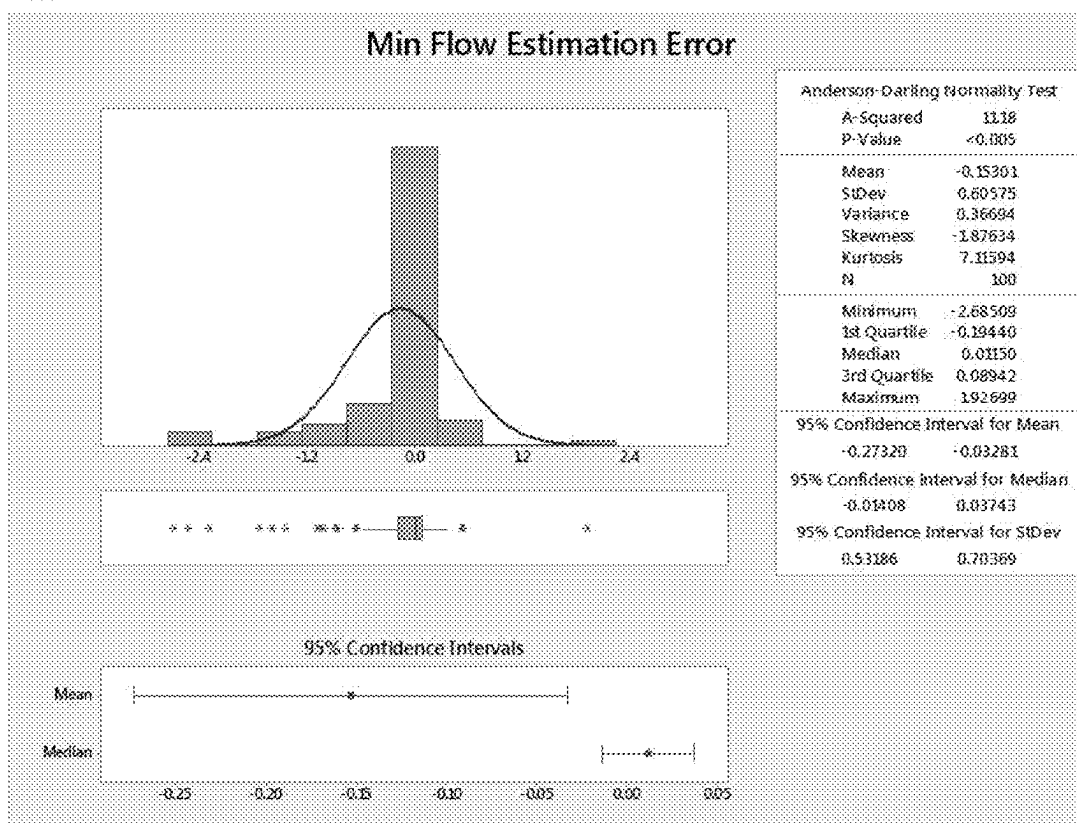 Min Flow Estimation Error
Anderson-Darling Normality Test
A-Squared 11.18
P-Value <0.005
Mean -0.15301
StDev 0.60575
Variance 0.36694
Skewness -1.87634
Kurtosis 7.11594
N 100
Minimum -2.68509
1st Quartile -0.19440
Median 0.01150
3rd Quartile 0.08942
Maximum 1.92699
95% Confidence Interval for Mean
-0.27320 -0.03281
95% Confidence Interval for Median
-0.01408 0.03743
95% Confidence Interval for StDev
0.53186 0.70369
-2.4 -1.2 0.0 1.2 2.4
95% Confidence Intervals
Mean
Median
-0.25 -0.20 -0.15 -0.10 -0.05 0.00 0.05